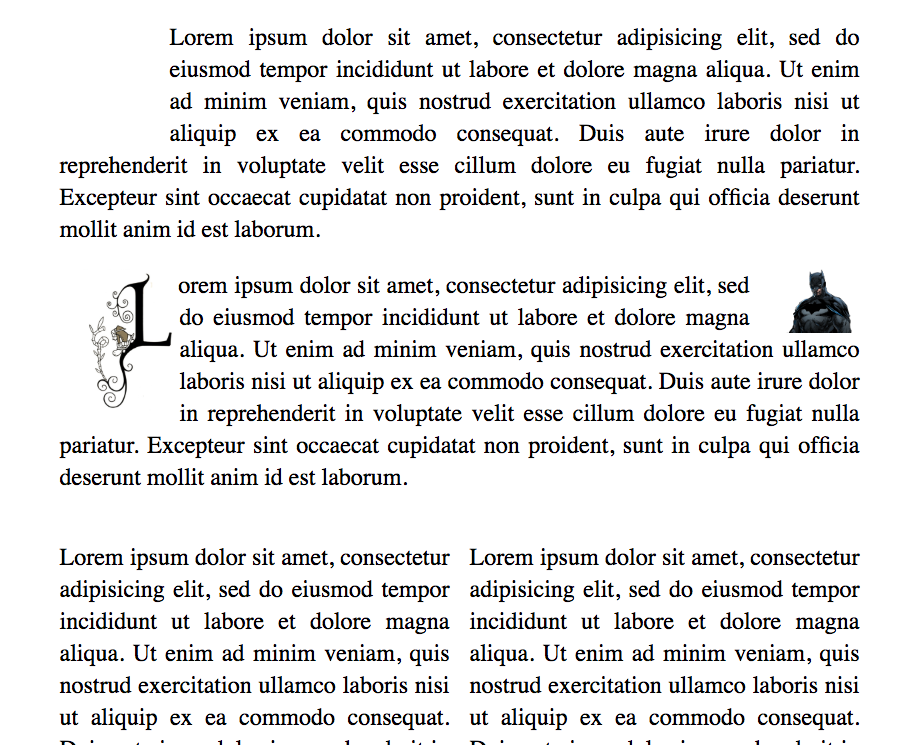 Lorem ipsum dolor sit amet, consectetur adipisicing elit, sed do
eiusmod tempor incididunt ut labore et dolore magna aliqua. Ut enim
ad minim veniam, quis nostrud exercitation ullamco laboris nisi ut
aliquip ex ea commodo consequat. Duis aute irure dolor in
reprehenderit in voluptate velit esse cillum dolore eu fugiat nulla pariatur.
Excepteur sint occaecat cupidatat non proident, sunt in culpa qui officia deserunt
mollit anim id est laborum.
Lorem ipsum dolor sit amet, consectetur adipisicing elit, sed
do eiusmod tempor incididunt ut labore et dolore magna
aliqua. Ut enim ad minim veniam, quis nostrud exercitation ullamco
laboris nisi ut aliquip ex ea commodo consequat. Duis aute irure dolor
in reprehenderit in voluptate velit esse cillum dolore eu fugiat nulla
pariatur. Excepteur sint occaecat cupidatat non proident, sunt in culpa qui officia
deserunt mollit anim id est laborum.
Lorem ipsum dolor sit amet, consectetur
adipisicing elit, sed do eiusmod tempor
incididunt ut labore et dolore magna
aliqua. Ut enim ad minim veniam, quis
nostrud exercitation ullamco laboris nisi
ut aliquip ex ea commodo consequat.
Lorem ipsum dolor sit amet, consectetur
adipisicing elit, sed do eiusmod tempor
incididunt ut labore et dolore magna
aliqua. Ut enim ad minim veniam, quis
nostrud exercitation ullamco laboris nisi
ut aliquip ex ea commodo consequat.